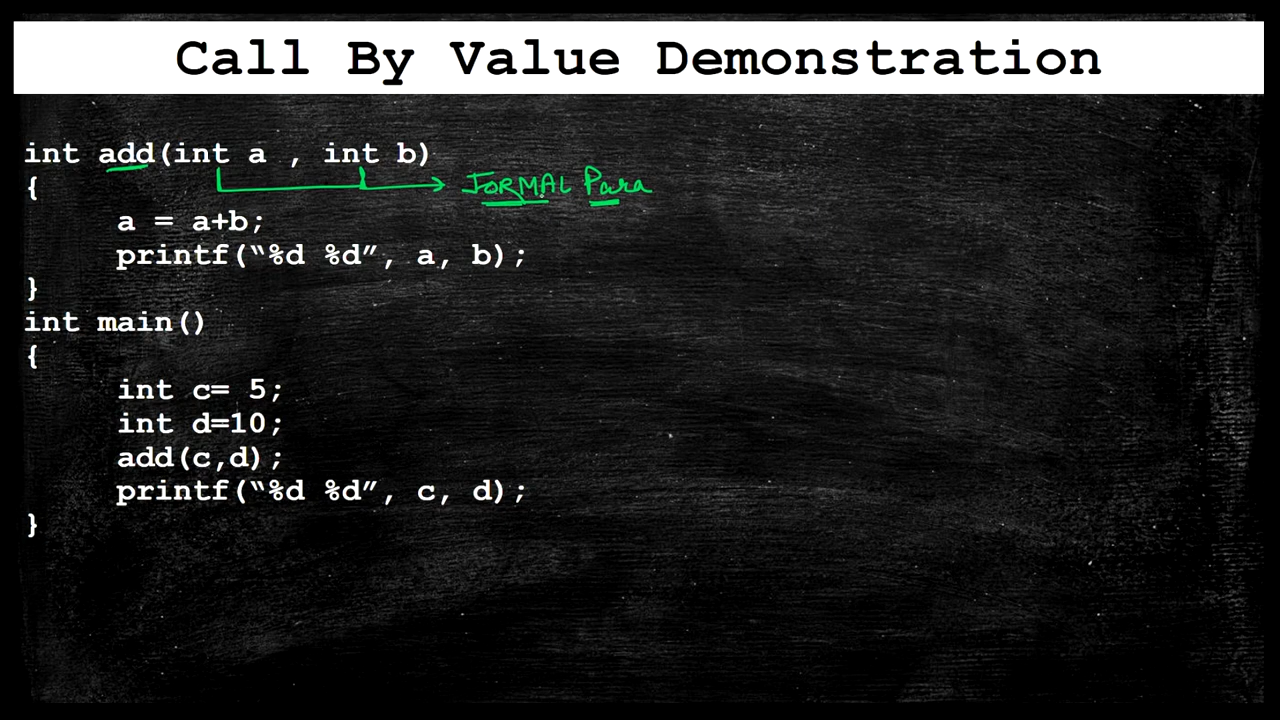 Call By Value Demonstration
int add(int a , int b)
{ FORMAL Para
a = a+b;
printf(“%d %d”, a, b);
}
int main()
{
int c= 5;
int d=10;
add(c,d);
printf(“%d %d”, c, d);
}